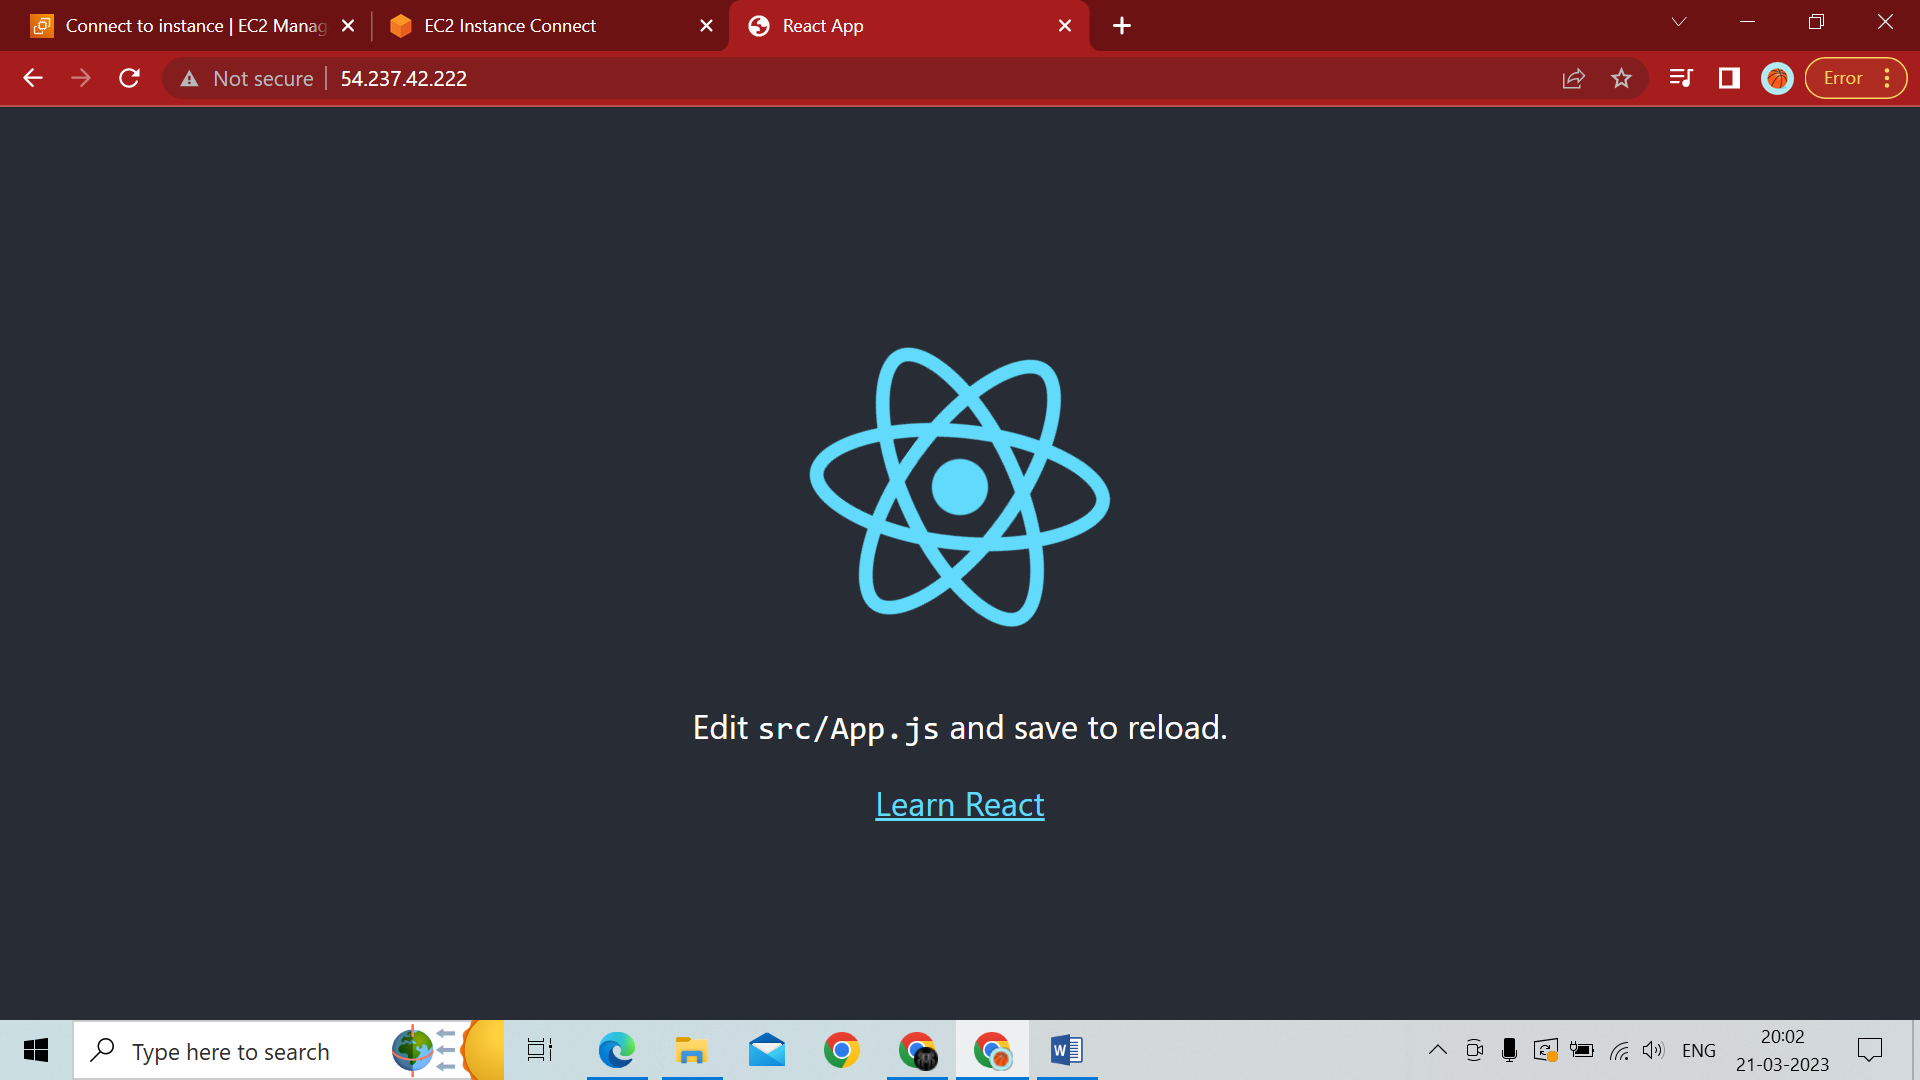 Connect to instance | EC2 Manag
EC2 Instance Connect
React App
Not secure
54.237.42.222
Error
Edit src/App.js and save to reload.
Learn React
Type here to search
W
ENG
20:02
21-03-2023